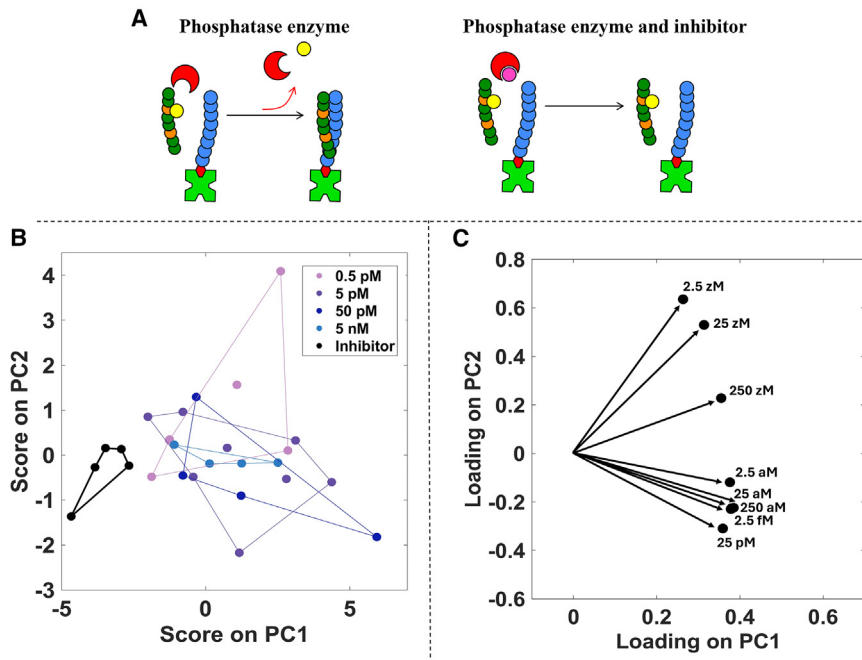 A
Phosphatase enzyme
Phosphatase enzyme and inhibitor
B
4
3
2
1
0
-1
-2
-3
-5
0
5
Score on PC2
Score on PC1
0.5 pM
5 pM
50 pM
5 nM
Inhibitor
C
0.8
0.6
0.4
0.2
0
-0.2
-0.4
-0.6
0
0.2
0.4
0.6
Loading on PC2
Loading on PC1
2.5 zM
25 zM
250 zM
2.5 aM
25 aM
250 aM
2.5 fM
25 pM